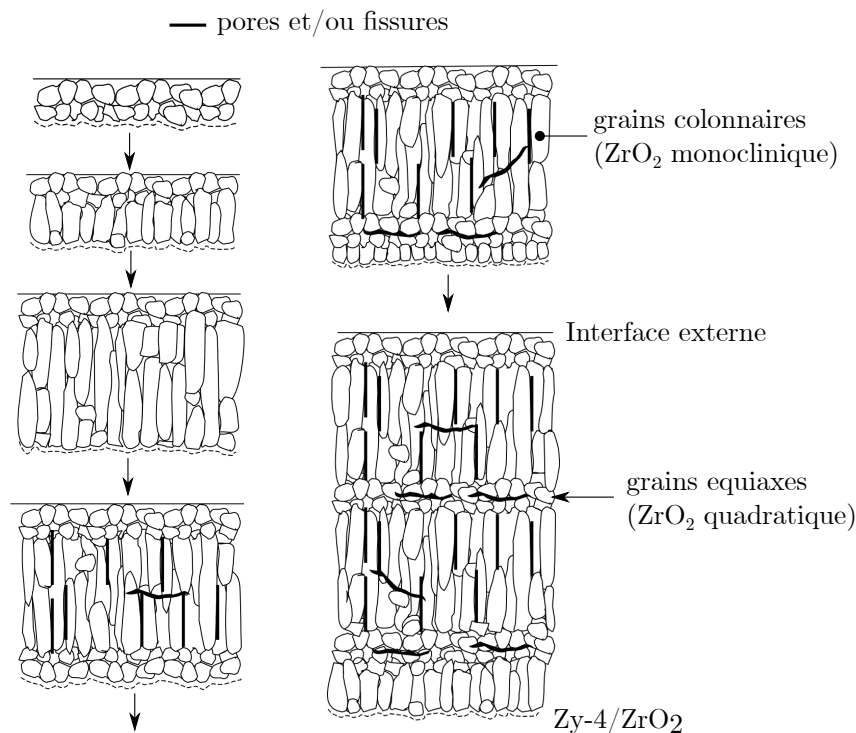 pores et/ou fissures
grains colonnaires
(ZrO₂ monoclinique)
Interface externe
grains equiaxes
(ZrO₂ quadratique)
Zy-4/ZrO₂